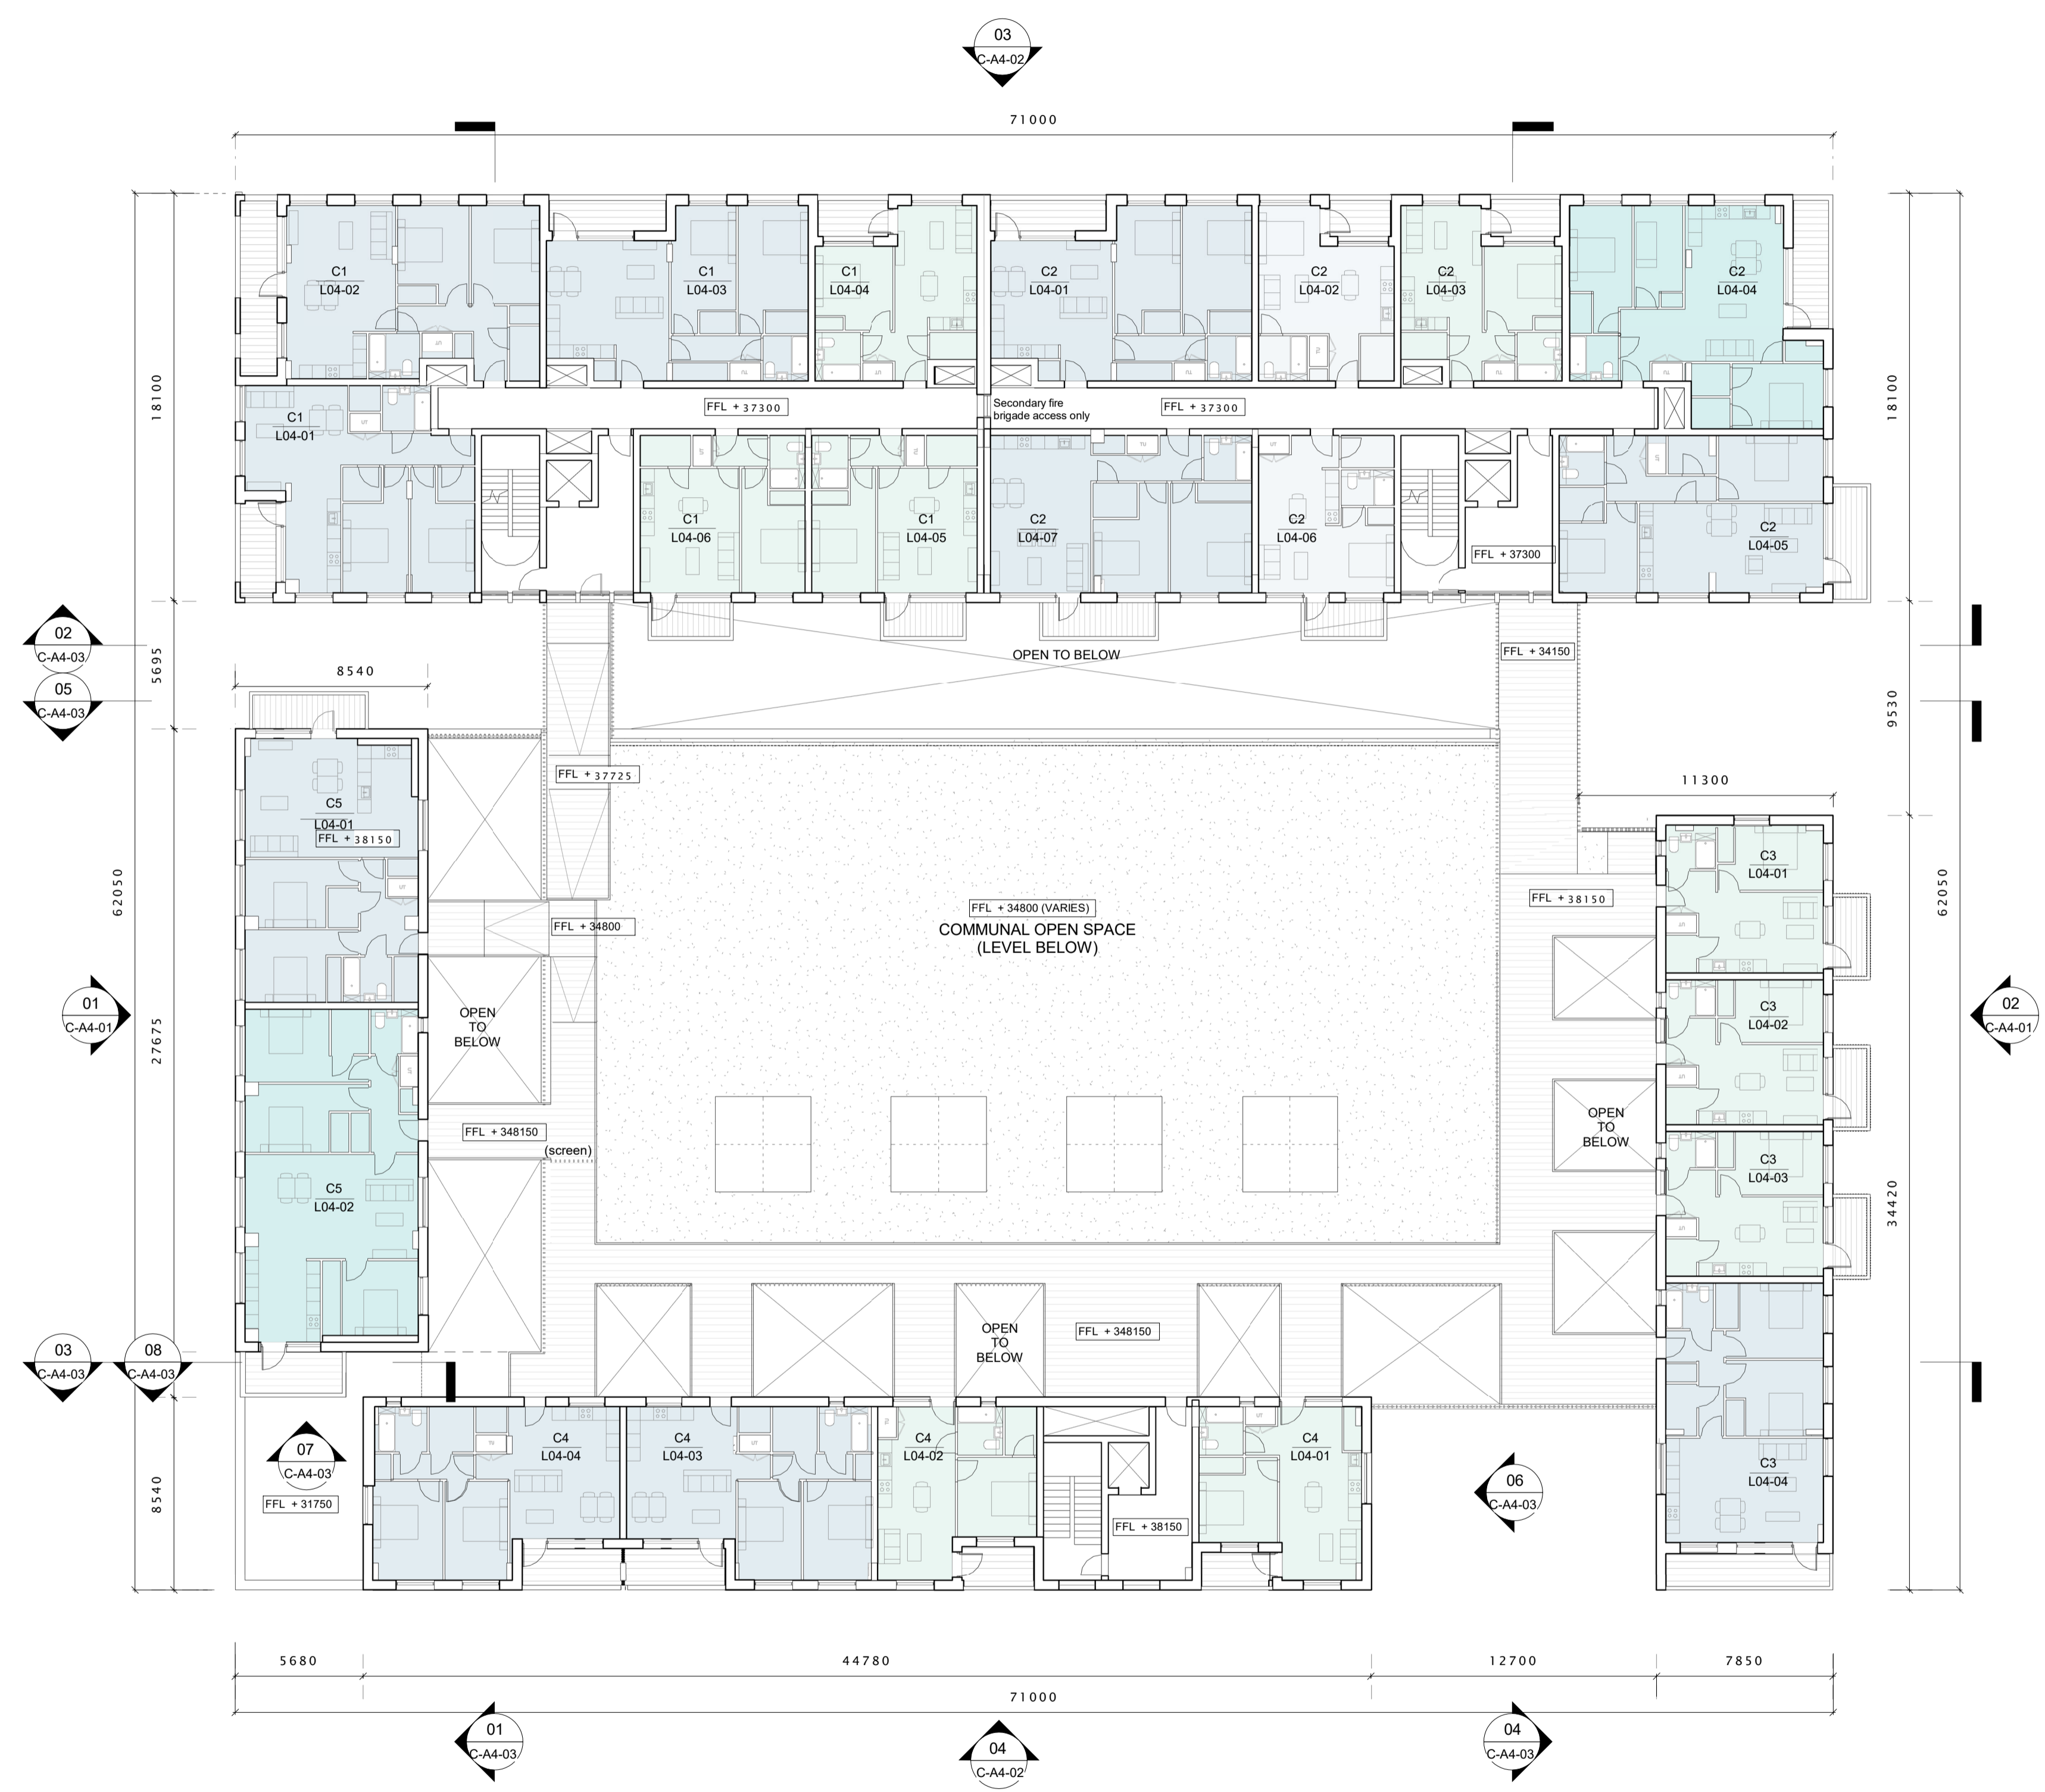 03
C-A4-02
71000
C1
L04-02
C1
L04-03
C1
L04-04
C2
L04-01
C2
L04-02
C2
L04-03
C2
L04-04
18100
18100
FFL + 37300
Secondary fire
brigade access only
FFL + 37300
C1
L04-01
UT
C1
L04-06
C1
L04-05
C2
L04-07
C2
L04-06
C2
L04-05
FFL + 37300
02
C-A4-03
05
C-A4-03
5695
8540
OPEN TO BELOW
FFL + 34150
9530
11300
FFL + 37725
C5
L04-01
FFL + 38150
UT
62050
62050
C3
L04-01
FFL + 38150
FFL + 34800 (VARIES)
COMMUNAL OPEN SPACE
(LEVEL BELOW)
FFL + 34800
01
C-A4-01
27675
OPEN
TO
BELOW
C3
L04-02
02
C-A4-01
OPEN
TO
BELOW
FFL + 348150
(screen)
C3
L04-03
C5
L04-02
34420
03
C-A4-03
08
C-A4-03
OPEN
TO
BELOW
FFL + 348150
07
C-A4-03
FFL + 31750
8540
C4
L04-04
C4
L04-03
UT
C4
L04-02
UT
C4
L04-01
FFL + 38150
06
C-A4-03
C3
L04-04
5680
44780
12700
7850
71000
01
C-A4-03
04
C-A4-02
04
C-A4-03